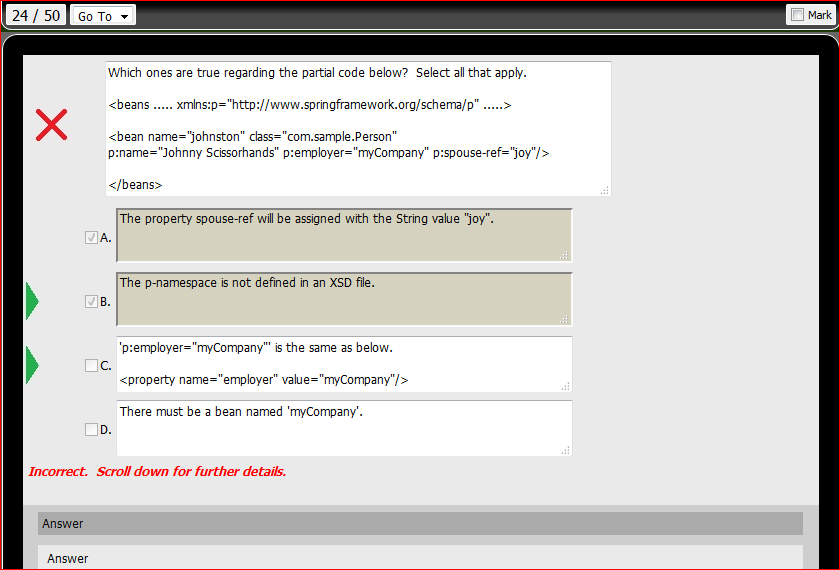 24 / 50
Go To
Mark
Which ones are true regarding the partial code below?  Select all that apply.
<beans ..... xmlns:p="http://www.springframework.org/schema/p" .....>
<bean name="johnston" class="com.sample.Person"
p:name="Johnny Scissorhands" p:employer="myCompany" p:spouse-ref="joy"/>
</beans>
A.
The property spouse-ref will be assigned with the String value "joy".
B.
The p-namespace is not defined in an XSD file.
C.
'p:employer="myCompany"' is the same as below.
<property name="employer" value="myCompany"/>
D.
There must be a bean named 'myCompany'.
Incorrect.  Scroll down for further details.
Answer
Answer